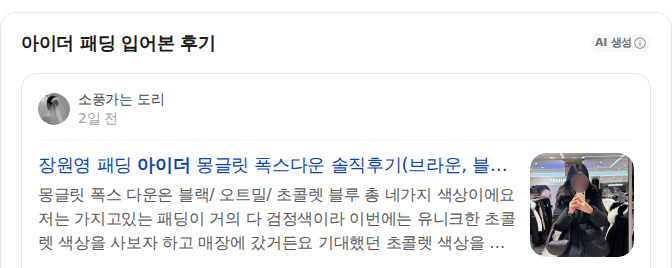 아이더 패딩 입어본 후기
AI 생성 ⓘ
소풍가는 도리
2일 전
장원영 패딩 아이더 몽글릿 폭스다운 솔직후기(브라운, 블...
몽글릿 폭스 다운은 블랙/ 오트밀/ 초콜렛 블루 총 네가지 색상이에요
저는 가지고있는 패딩이 거의 다 검정색이라 이번에는 유니크한 초콜
렛 색상을 사보자 하고 매장에 갔거든요 기대했던 초콜렛 색상을 ...